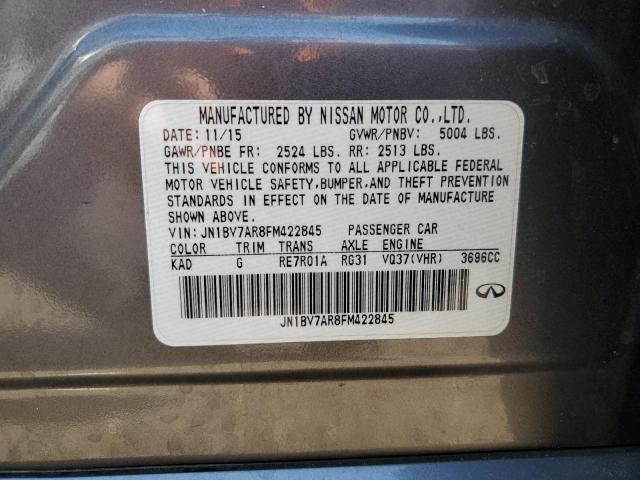 MANUFACTURED BY NISSAN MOTOR CO.,LTD.
DATE: 11/15 GVWR/PNBV: 5004 LBS.
GAWR/PNBE FR: 2524 LBS. RR: 2513 LBS.
THIS VEHICLE CONFORMS TO ALL APPLICABLE FEDERAL
MOTOR VEHICLE SAFETY,BUMPER,AND THEFT PREVENTION
STANDARDS IN EFFECT ON THE DATE OF MANUFACTURE
SHOWN ABOVE.
VIN:JN1BV7AR8FM422845 PASSENGER CAR
COLOR TRIM TRANS AXLE ENGINE
KAD G RE7R01A RG31 VQ37(VHR) 3696CC
JN1BV7AR8FM422845